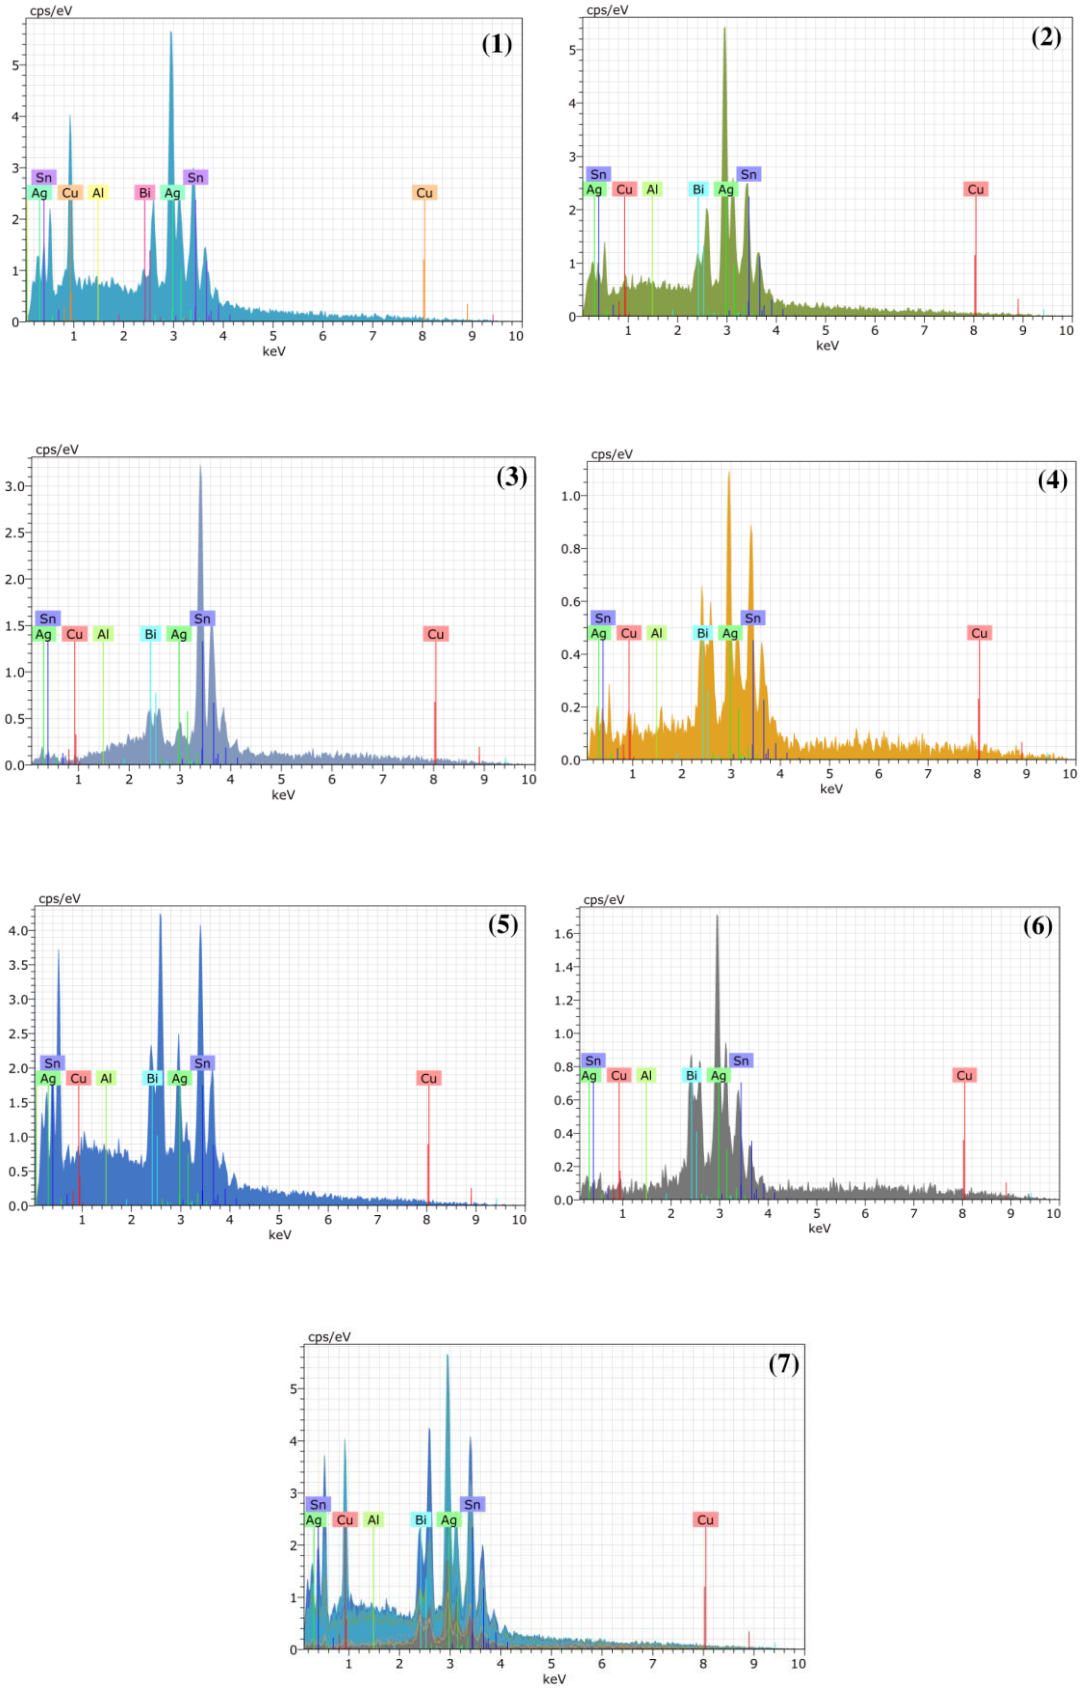 cps/eV
(1)
5
4
3
2
1
0
Sn
Ag Cu Al Bi Ag Sn Cu
1 2 3 4 5 6 7 8 9 10
keV
cps/eV
(2)
5
4
3
2
1
0
Sn
Ag Cu Al Bi Ag Sn Cu
1 2 3 4 5 6 7 8 9 10
keV
cps/eV
(3)
3.0
2.5
2.0
1.5
1.0
0.5
0.0
Sn Sn
Ag Cu Al Bi Ag Cu
1 2 3 4 5 6 7 8 9 10
keV
cps/eV
(4)
1.0
0.8
0.6
0.4
0.2
0.0
Sn Sn
Ag Cu Al Bi Ag Cu
1 2 3 4 5 6 7 8 9 10
keV
cps/eV
(5)
4.0
3.5
3.0
2.5
2.0
1.5
1.0
0.5
0.0
Sn Sn
Ag Cu Al Bi Ag Cu
1 2 3 4 5 6 7 8 9 10
keV
cps/eV
(6)
1.6
1.4
1.2
1.0
0.8
0.6
0.4
0.2
0.0
Sn Sn
Ag Cu Al Bi Ag Cu
1 2 3 4 5 6 7 8 9 10
keV
cps/eV
(7)
5
4
3
2
1
0
Sn Sn
Ag Cu Al Bi Ag Cu
1 2 3 4 5 6 7 8 9 10
keV